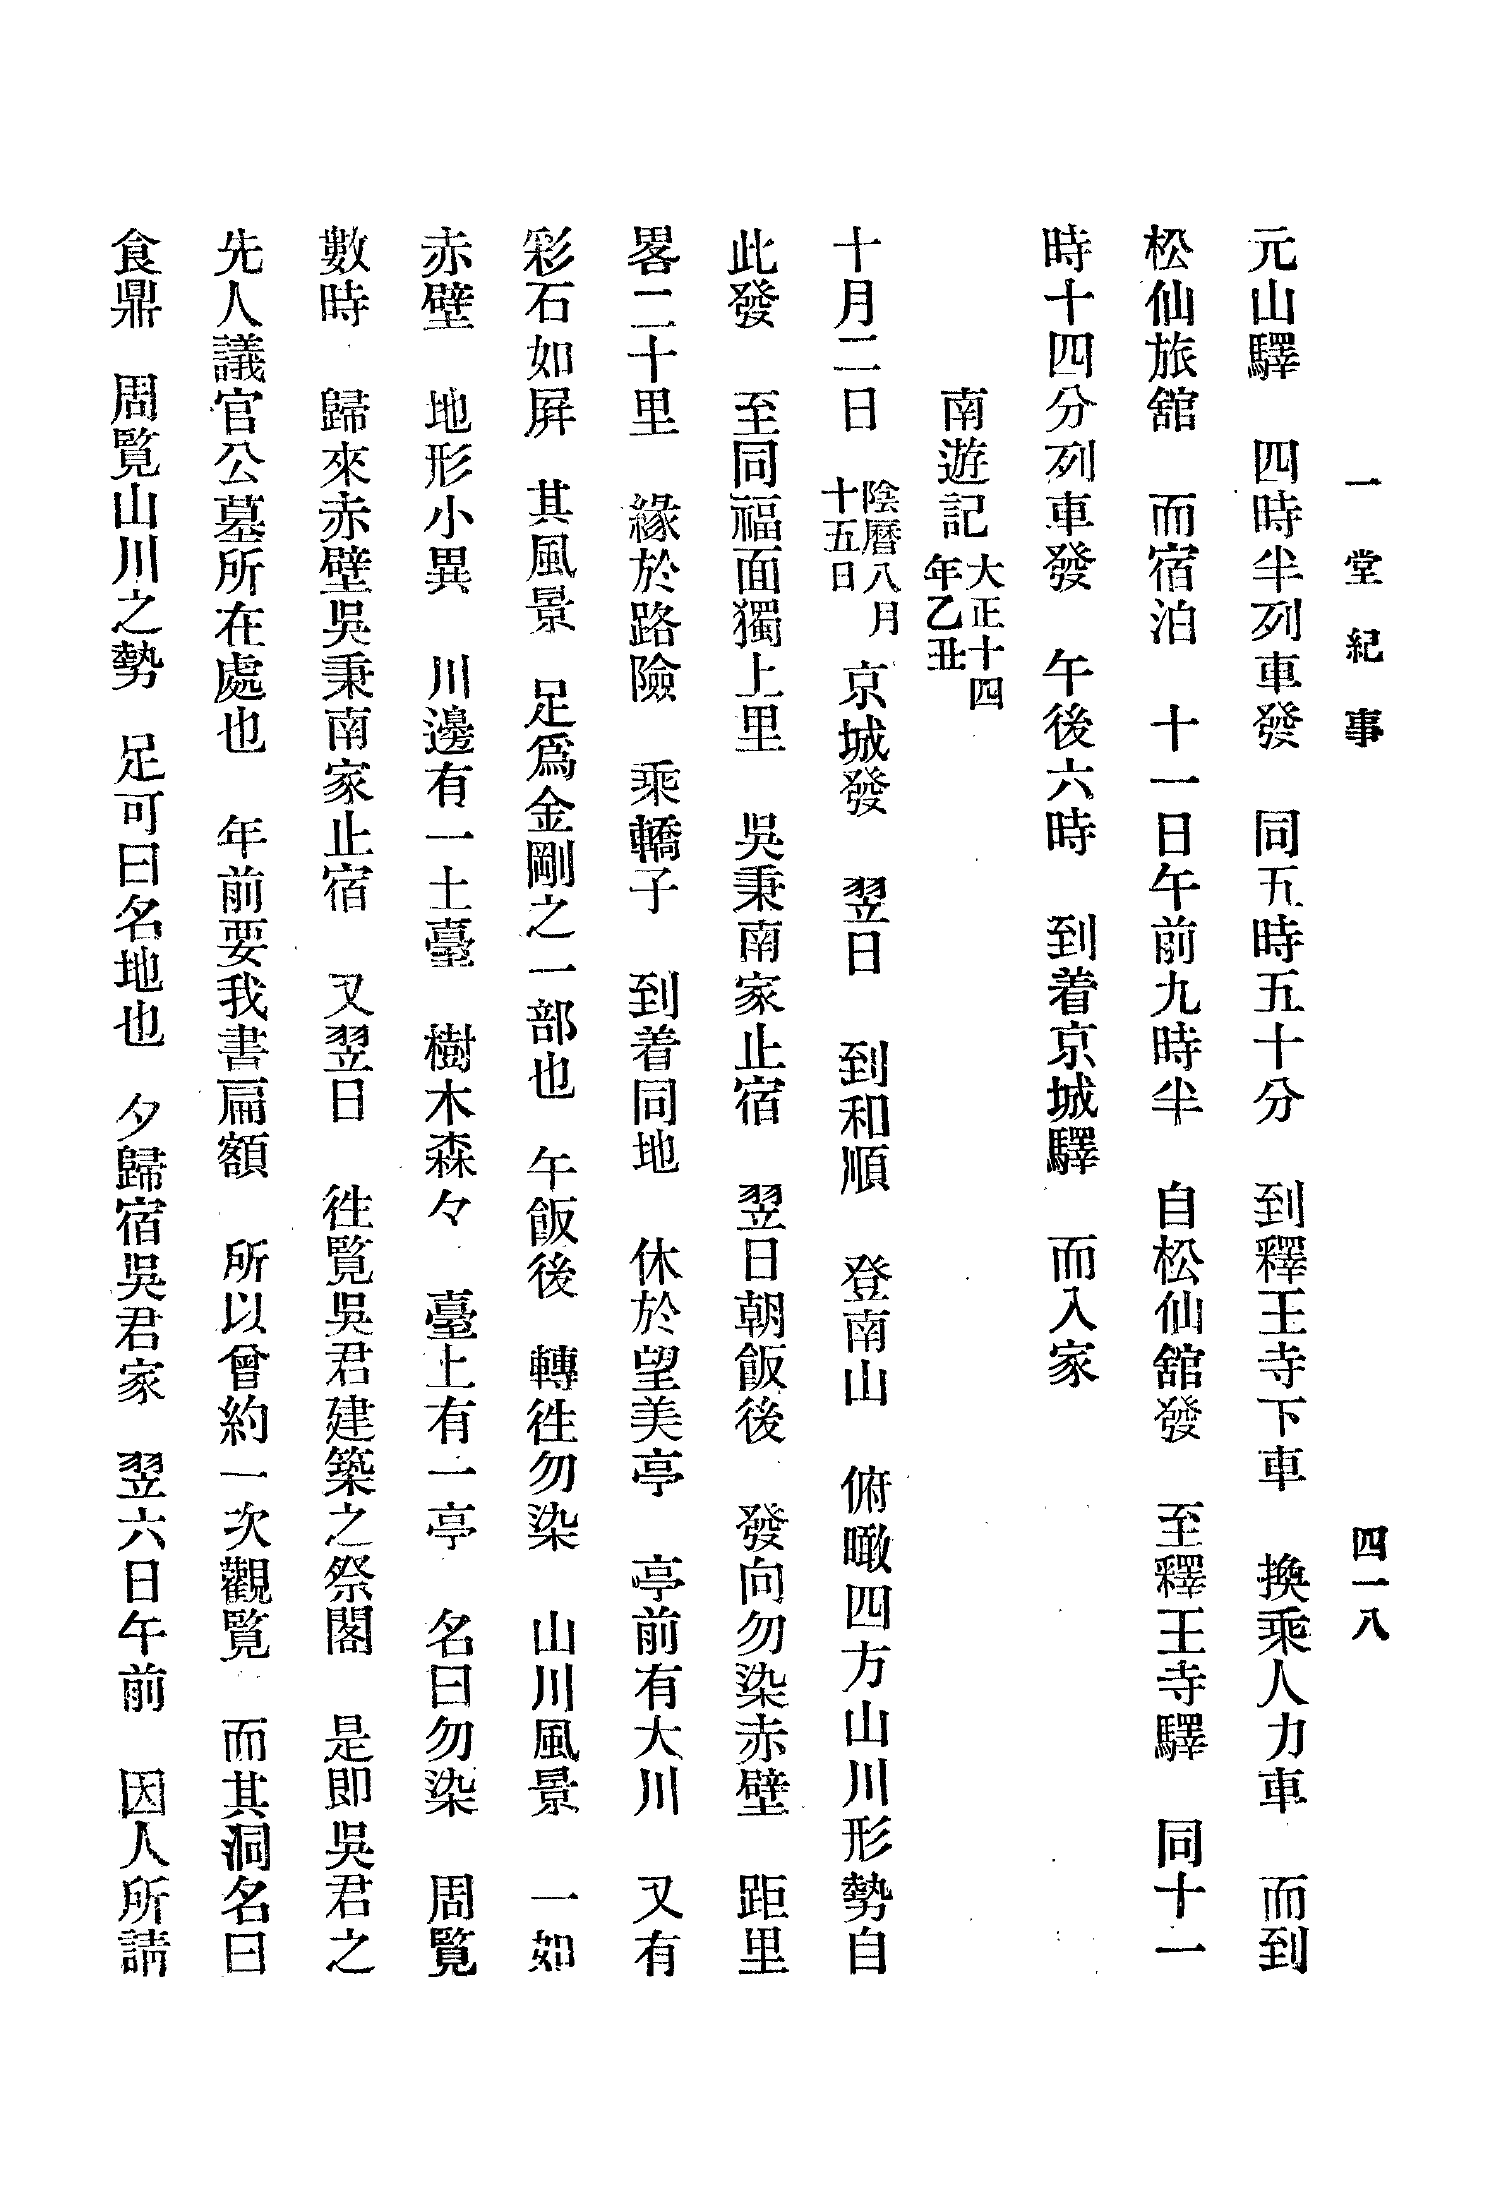 一堂紀事　四一八
元山驛　四時半列車發　同五時五十分　到釋王寺下車　換乘人力車　而到
松仙旅舘　而宿泊　十一日午前九時半　自松仙舘發　至釋王寺驛　同十一
時十四分列車發　午後六時　到着京城驛　而入家
南遊記　大正十四年乙丑
十月二日　陰曆八月十五日　京城發　翌日　到和順　登南山　俯瞰四方山川形勢自
此發　至同福面獨上里　吳秉南家止宿　翌日朝飯後　發向勿染赤壁　距里
畧二十里　緣於路險　乘轎子　到着同地　休於望美亭　亭前有大川　又有
彩石如屛　其風景　足爲金剛之一部也　午飯後　轉徃勿染　山川風景　一如
赤壁　地形小異　川邊有一土臺　樹木森々　臺上有一亭　名曰勿染　周覽
數時　歸來赤壁吳秉南家止宿　又翌日　徃覽吳君建築之祭閣　是即吳君之
先人議官公墓所在處也　年前要我書扁額　所以曾約一次觀覽　而其洞名曰
食鼎　周覽山川之勢　足可曰名地也　夕歸宿吳君家　翌六日午前　因人所請